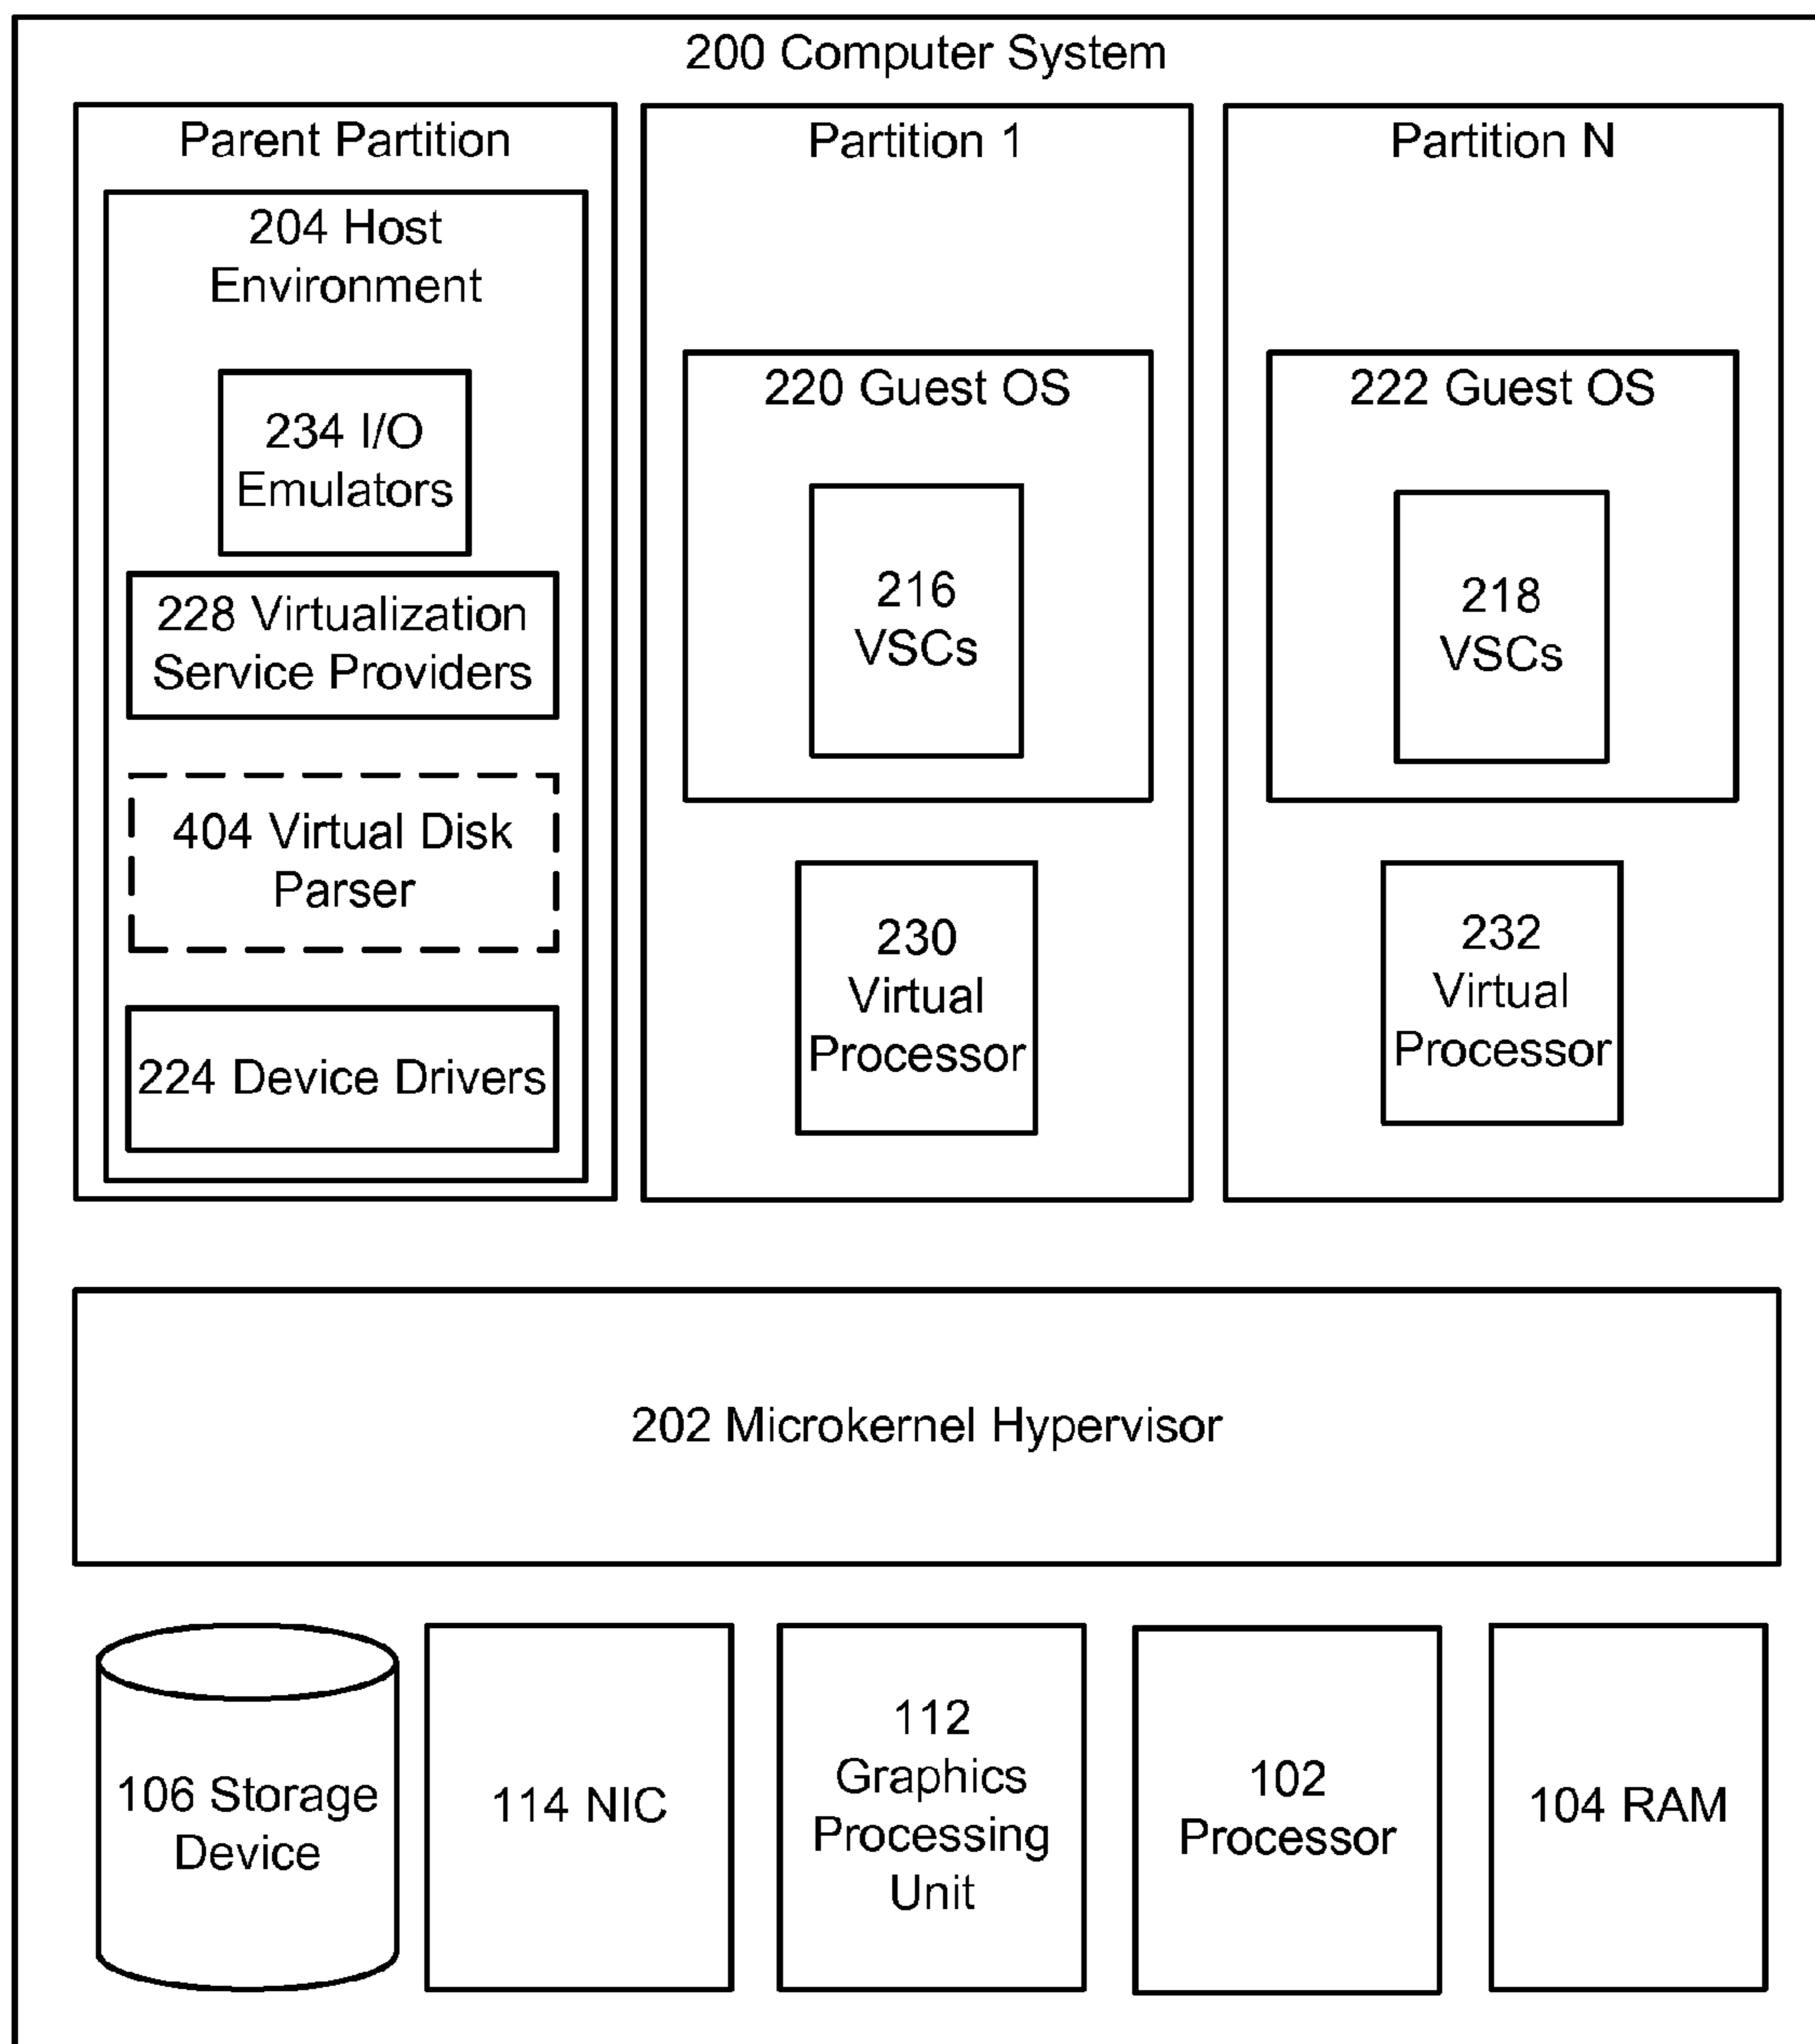 200 Computer System
Parent Partition
204 Host
Environment
234 I/O
Emulators
228 Virtualization
Service Providers
404 Virtual Disk
Parser
224 Device Drivers
Partition 1
220 Guest OS
216
VSCs
230
Virtual
Processor
Partition N
222 Guest OS
218
VSCs
232
Virtual
Processor
202 Microkernel Hypervisor
106 Storage
Device
114 NIC
112
Graphics
Processing
Unit
102
Processor
104 RAM